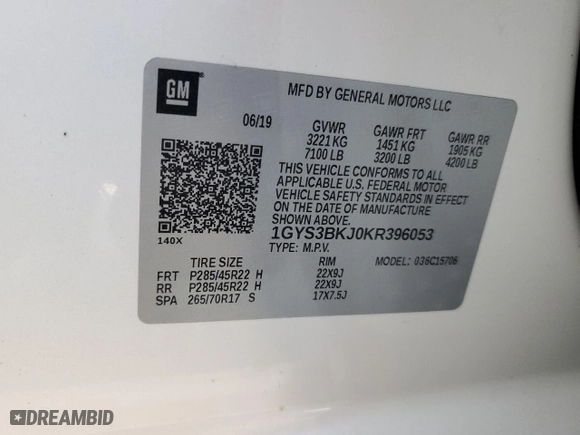 GM
MFD BY GENERAL MOTORS LLC
06/19 GVWR GAWR FRT GAWR RR
3221 KG 1451 KG 1905 KG
7100 LB 3200 LB 4200 LB
THIS VEHICLE CONFORMS TO ALL
APPLICABLE U.S. FEDERAL MOTOR
VEHICLE SAFETY STANDARDS IN EFFECT
ON THE DATE OF MANUFACTURE
SHOWN ABOVE.
1GYS3BKJ0KR396053
140X
TYPE: M.P.V.
TIRE SIZE RIM 036C15706
FRT P285/45R22 H 22X9J
RR P285/45R22 H 22X9J
SPA 265/70R17 S 17X7.5J
DREAMBID